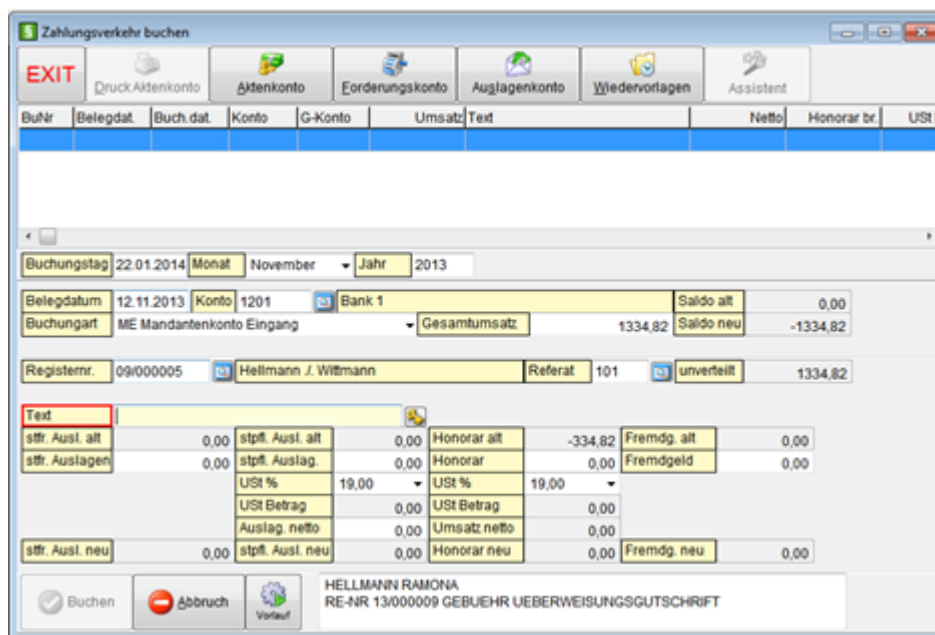 Zahlungsverkehr buchen
EXIT Druck Aktenkonto Aktenkonto Forderungskonto Auslagenkonto Wiedervorlagen Assistent
BuNr Belegdat. Buch.dat. Konto G-Konto Umsatz Text Netto Honorar br. USt
Buchungstag 22.01.2014 Monat November Jahr 2013
Belegdatum 12.11.2013 Konto 1201 Bank 1 Saldo alt 0,00
Buchungart ME Mandantenkonto Eingang Gesamtumsatz 1334,82 Saldo neu -1334,82
Registernr. 09/000005 Hellmann ./. Wittmann Referat 101 unverteilt 1334,82
Text
stfr. Ausl. alt 0,00 stpfl. Ausl. alt 0,00 Honorar alt -334,82 Fremdg. alt 0,00
stfr. Auslagen 0,00 stpfl. Auslag. 0,00 Honorar 0,00 Fremdgeld 0,00
USt % 19,00 USt % 19,00
USt Betrag 0,00 USt Betrag 0,00
Auslag. netto 0,00 Umsatz netto 0,00
stfr. Ausl. neu 0,00 stpfl. Ausl. neu 0,00 Honorar neu 0,00 Fremdg. neu 0,00
Buchen Abbruch Vorlauf
HELLMANN RAMONA
RE-NR 13/000009 GEBUEHR UEBERWEISUNGSGUTSCHRIFT